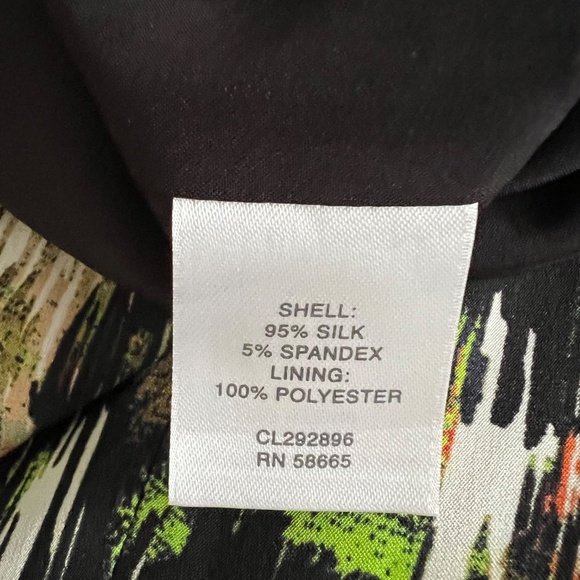 SHELL:
95% SILK
5% SPANDEX
LINING:
100% POLYESTER
CL292896
RN 58665